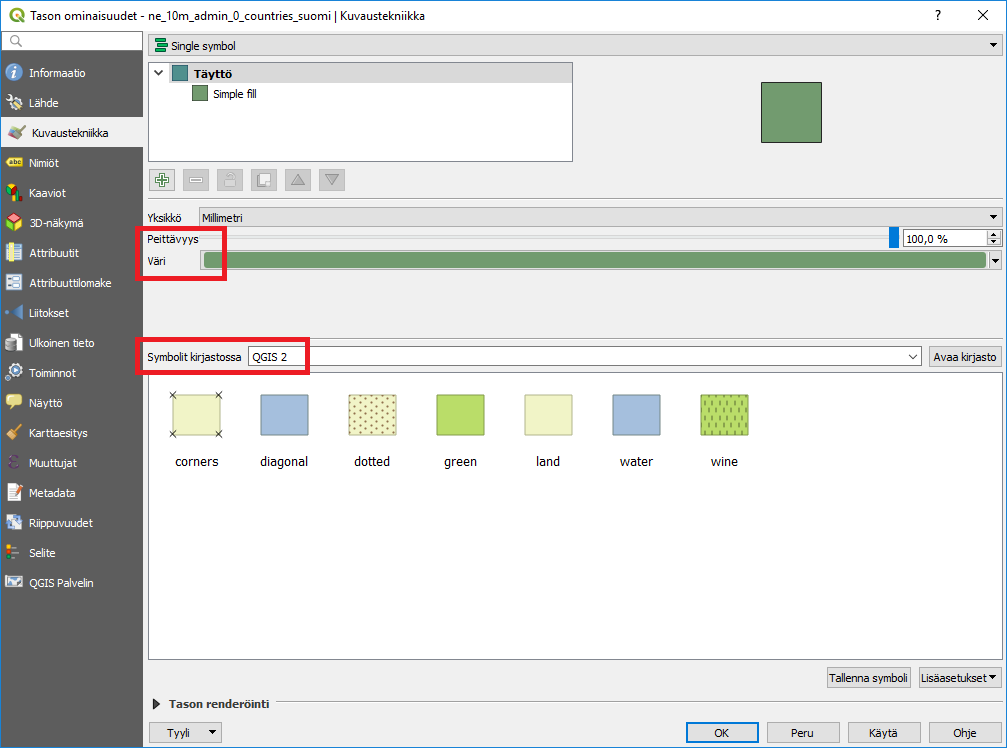 Tason ominaisuudet - ne_10m_admin_0_countries_suomi | Kuvaustekniikka
?
Single symbol
Informaatio
Lähde
Kuvaustekniikka
Nimiöt
Kaaviot
3D-näkymä
Attribuutit
Attribuuttilomake
Liitokset
Ulkoinen tieto
Toiminnot
Näyttö
Karttaesitys
Muuttujat
Metadata
Riippuvuudet
Selite
QGIS Palvelin
abc
Täyttö
Simple fill
Yksikkö Millimetri
Peittävyys 100,0 %
Väri
Symbolit kirjastossa QGIS 2 Avaa kirjasto
corners diagonal dotted green land water wine
Tallenna symboli Lisäasetukset
Tason renderöinti
Tyyli OK Peru Käytä Ohje